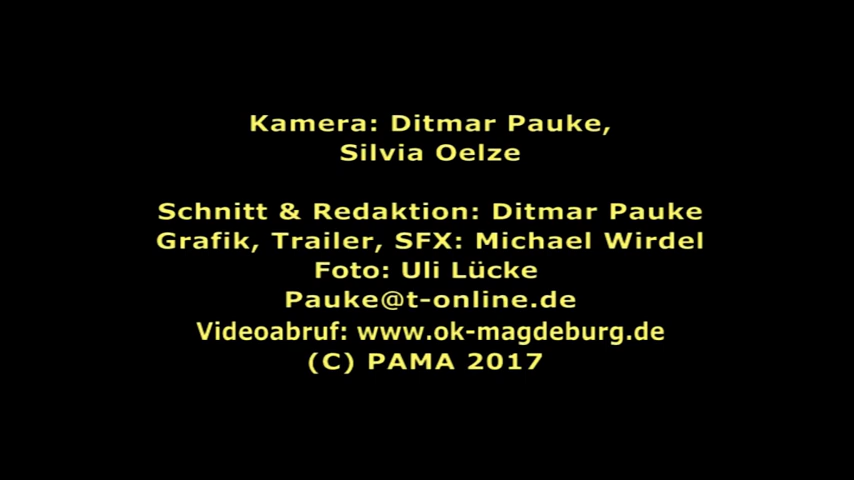 Kamera: Ditmar Pauke,
Silvia Oelze
Schnitt & Redaktion: Ditmar Pauke
Grafik, Trailer, SFX: Michael Wirdel
Foto: Uli Lücke
Pauke@t-online.de
Videoabruf: www.ok-magdeburg.de
(C) PAMA 2017